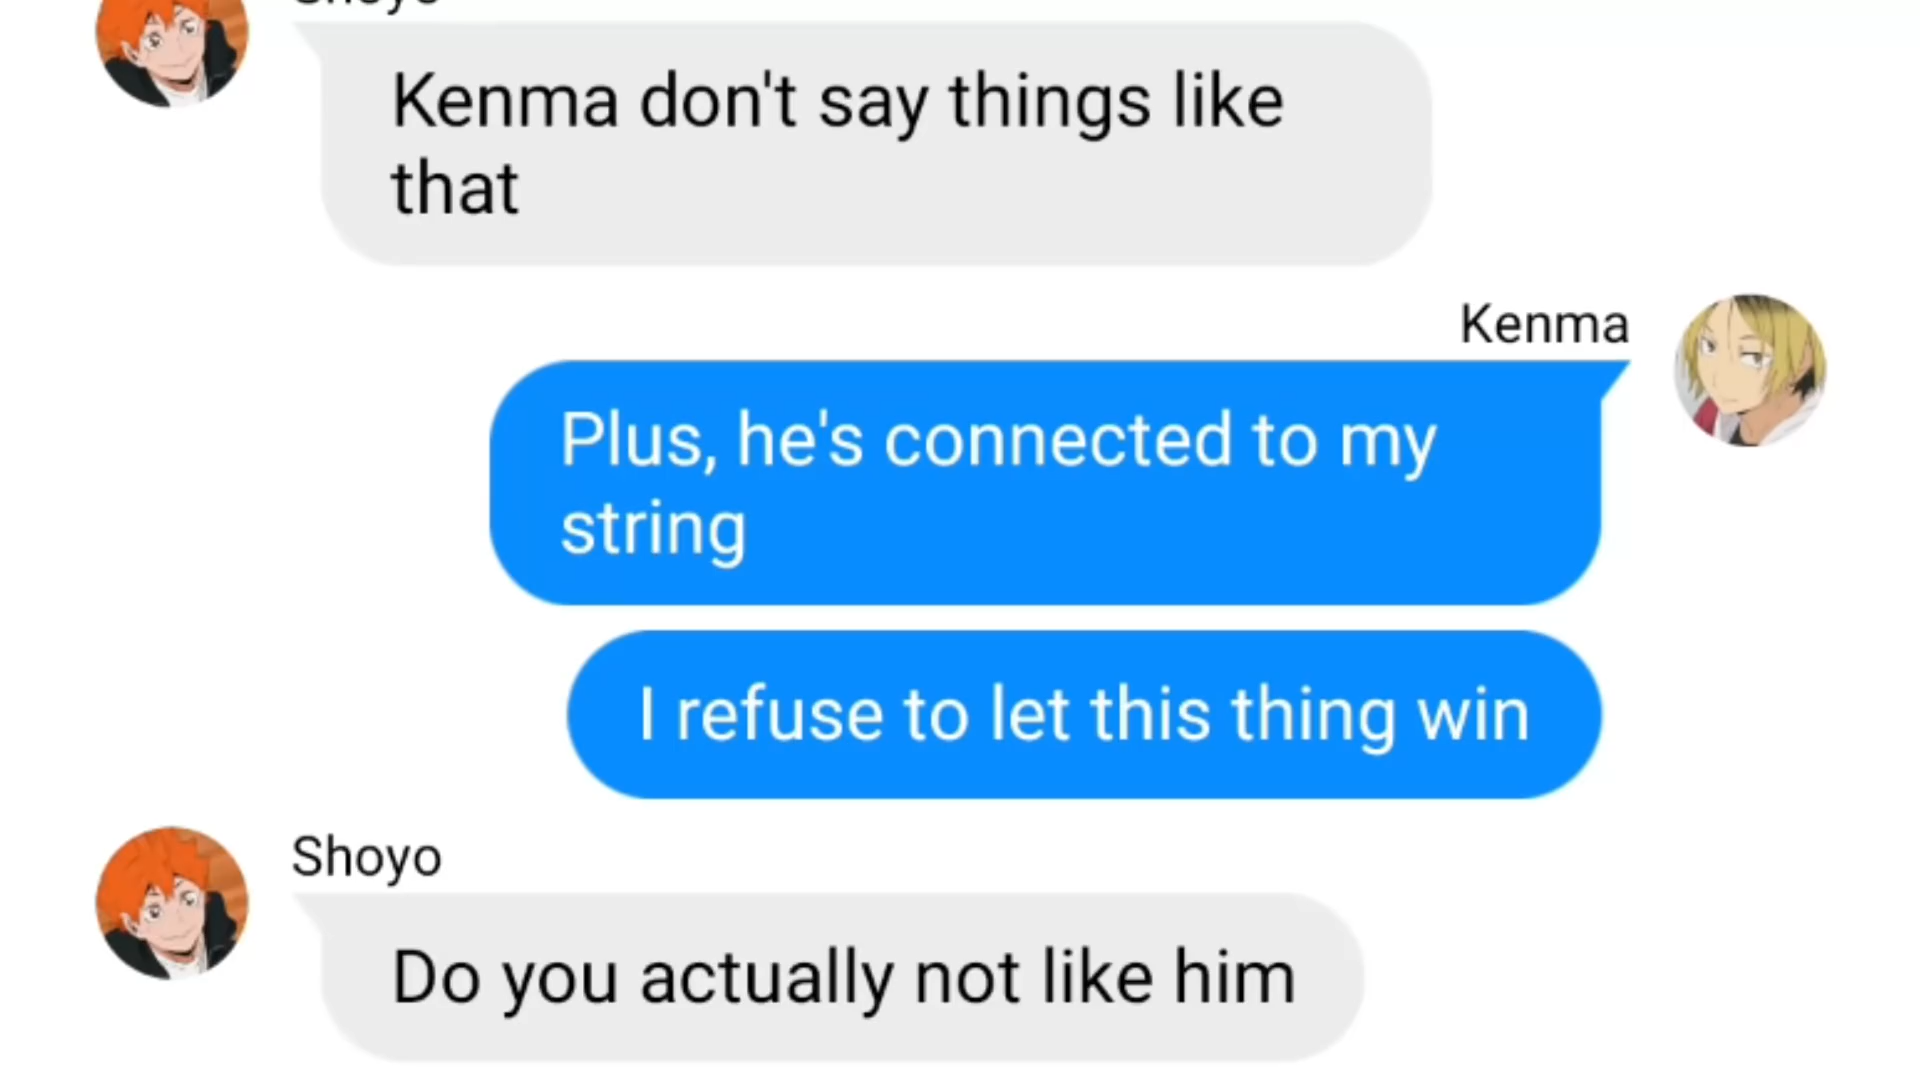 Shoyo
Kenma don't say things like
that
Kenma
Plus, he's connected to my
string
I refuse to let this thing win
Shoyo
Do you actually not like him